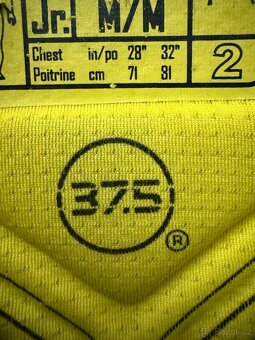 Jr. M/M
Chest in/po 28" 32"
Poitrine cm 71 81
2
37.5
®